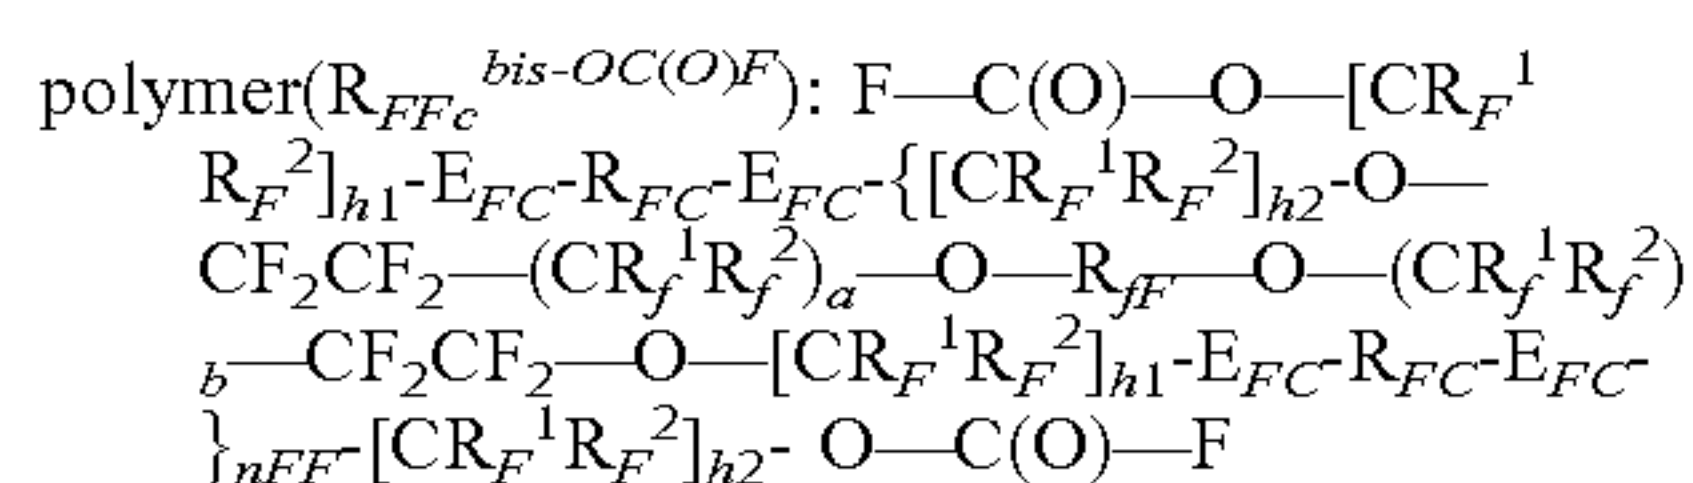 polymer(R_{FFc}^{bis-OC(O)F}): F—C(O)—O—[CR_F^1
R_F^2]_{h1}-E_{FC}-R_{FC}-E_{FC}-{[CR_F^1R_F^2]_{h2}-O—
CF_2CF_2—(CR_f^1R_f^2)_a—O—R_{fF}—O—(CR_f^1R_f^2)
_b—CF_2CF_2—O—[CR_F^1R_F^2]_{h1}-E_{FC}-R_{FC}-E_{FC}-
}_{nFF}-[CR_F^1R_F^2]_{h2}- O—C(O)—F